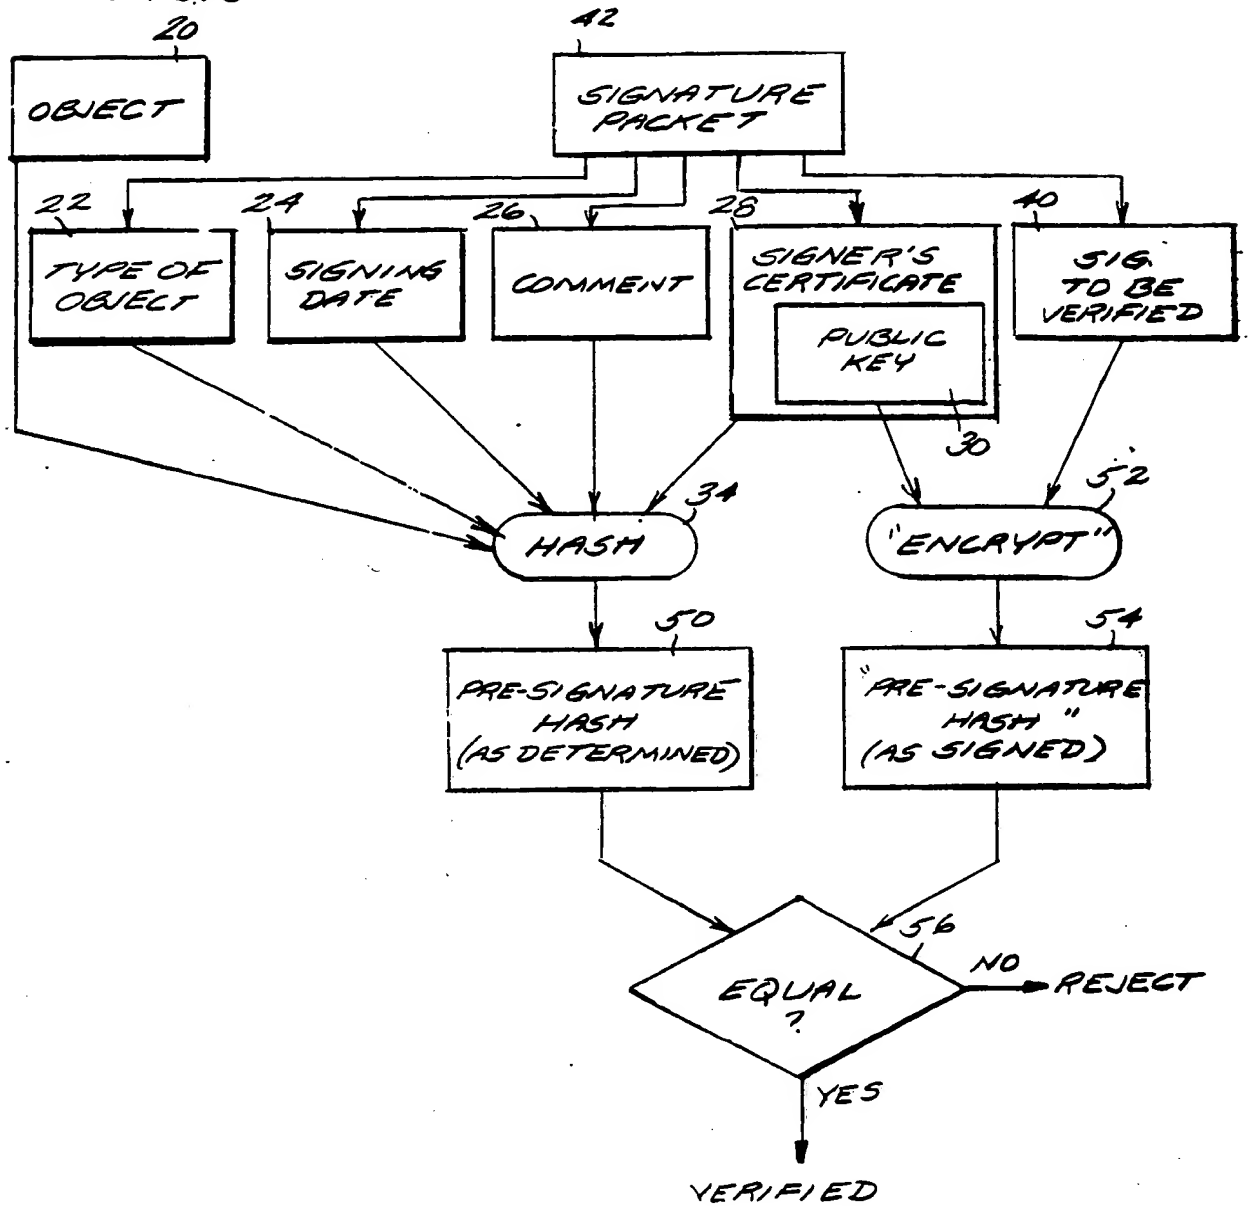 20
42
OBJECT
SIGNATURE
PACKET
22
24
26
28
40
TYPE OF
OBJECT
SIGNING
DATE
COMMENT
SIGNER'S
CERTIFICATE
PUBLIC
KEY
30
SIG.
TO BE
VERIFIED
34
HASH
52
"ENCRYPT"
50
PRE-SIGNATURE
HASH
(AS DETERMINED)
54
"PRE-SIGNATURE
HASH"
(AS SIGNED)
56
EQUAL
?
NO
REJECT
YES
VERIFIED